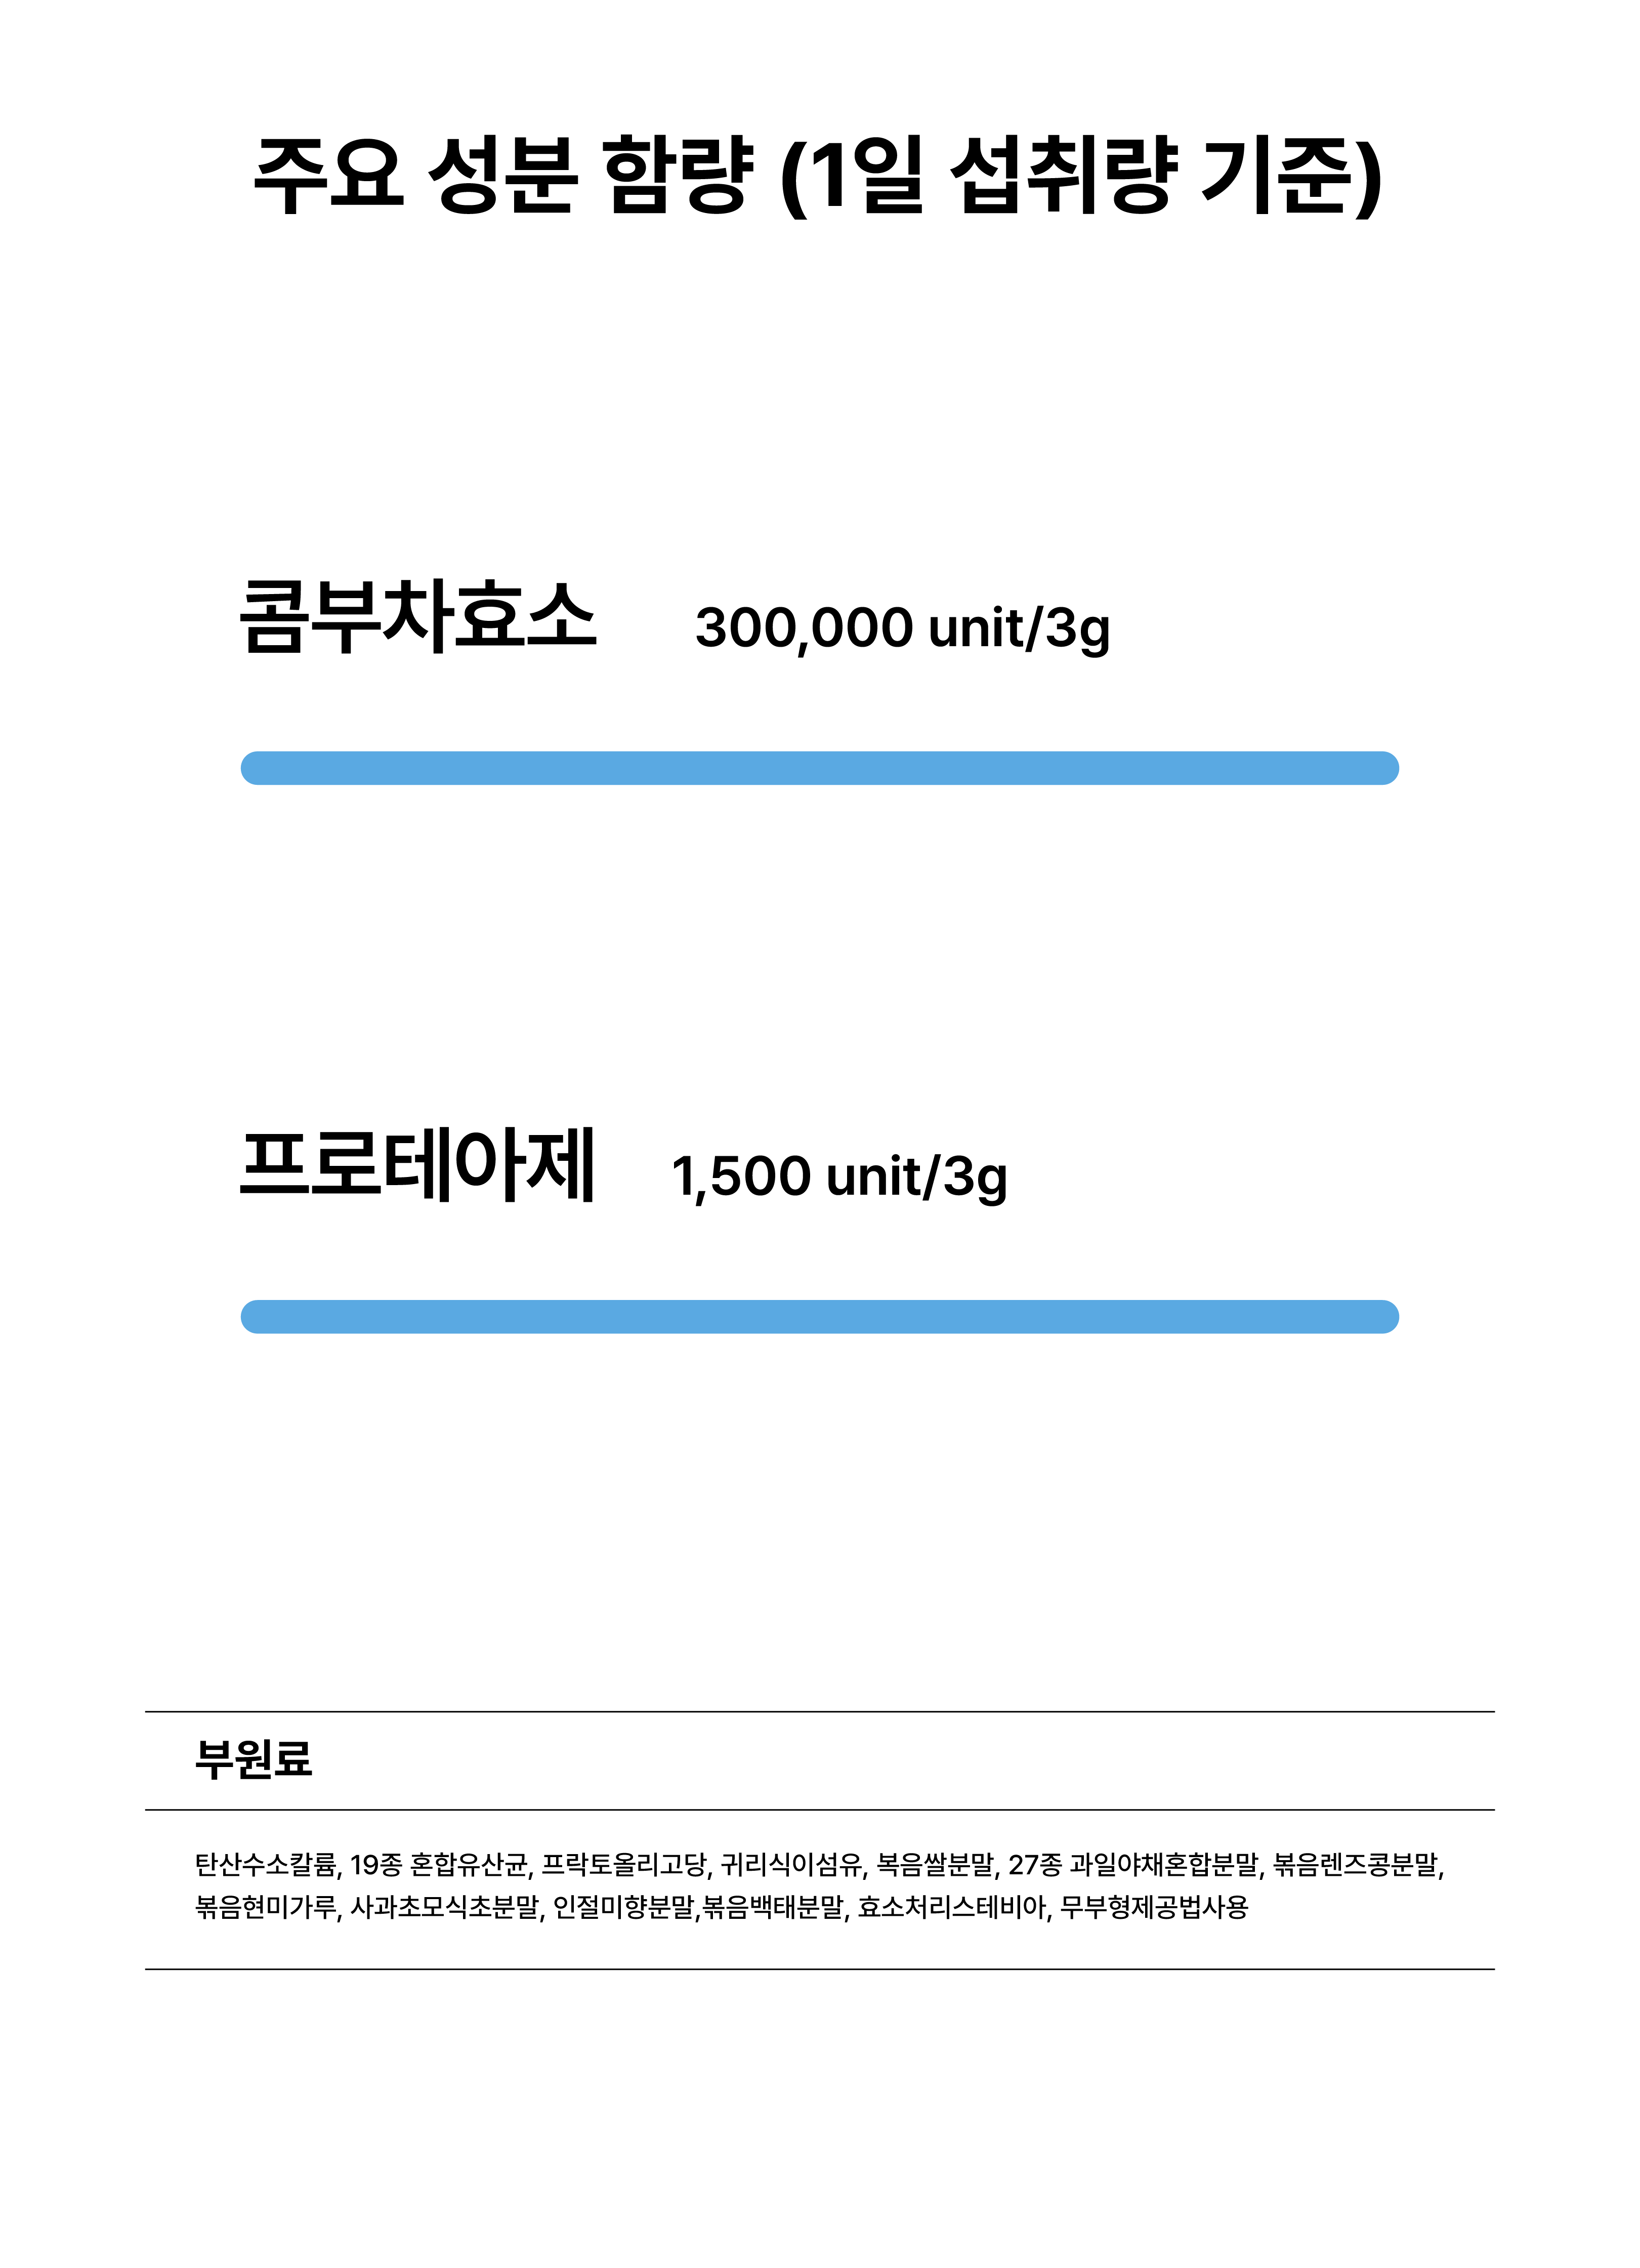 주요 성분 함량 (1일 섭취량 기준)
콤부차효소 300,000 unit/3g
프로테아제 1,500 unit/3g
부원료
탄산수소칼륨, 19종 혼합유산균, 프락토올리고당, 귀리식이섬유, 복음쌀분말, 27종 과일야채혼합분말, 볶음렌즈콩분말,
볶음현미가루, 사과초모식초분말, 인절미향분말,볶음백태분말, 효소처리스테비아, 무부형제공법사용